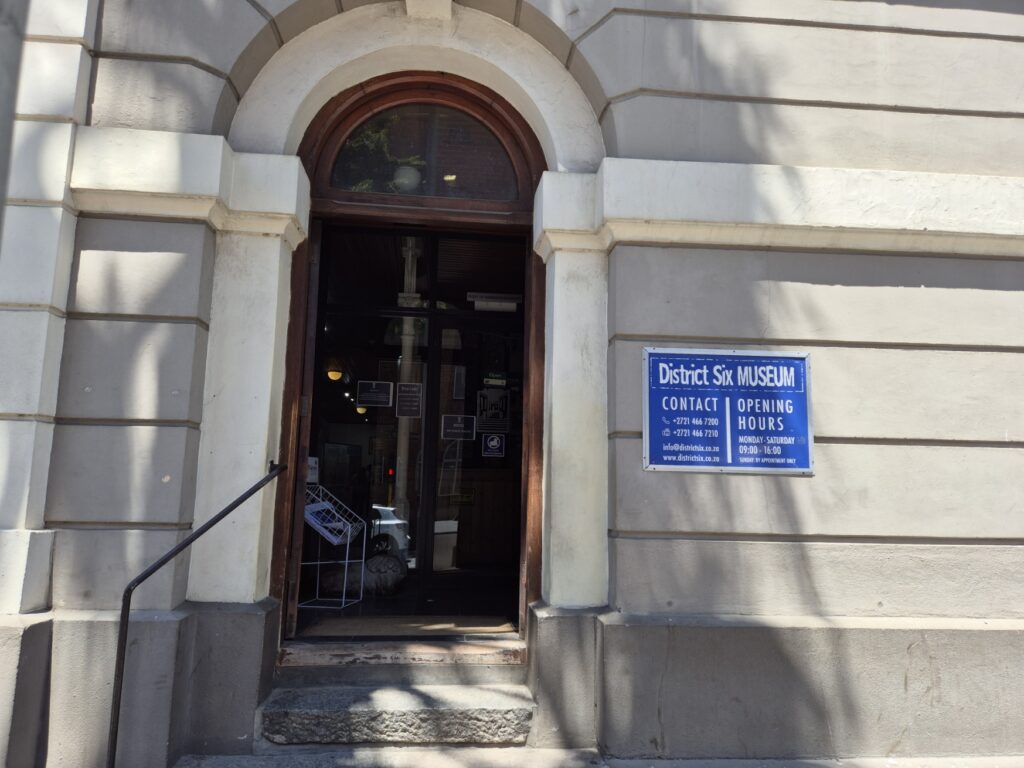 District Six MUSEUM
CONTACT
+2721 466 7200
+2721 466 7210
info@districtsix.co.za
www.districtsix.co.za
OPENING
HOURS
MONDAY-SATURDAY
09:00 - 16:00
SUNDAY: BY APPOINTMENT ONLY